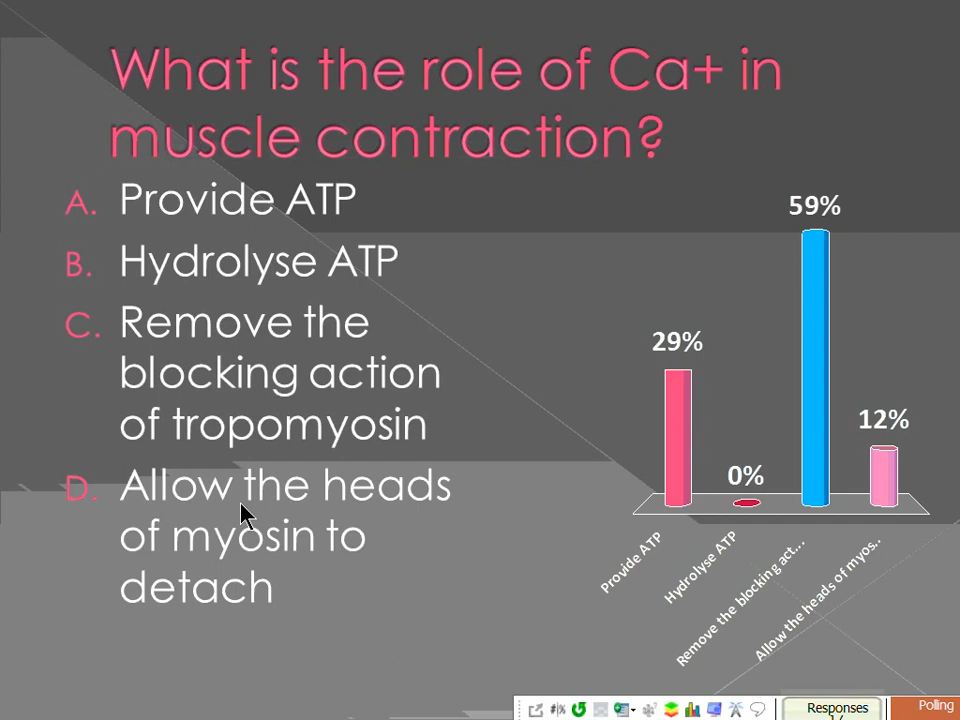 What is the role of Ca+ in
muscle contraction?
A. Provide ATP
B. Hydrolyse ATP
C. Remove the
blocking action
of tropomyosin
D. Allow the heads
of myosin to
detach
59%
29%
12%
0%
Provide ATP
Hydrolyse ATP
Remove the blocking act...
Allow the heads of myos..
Responses
Polling